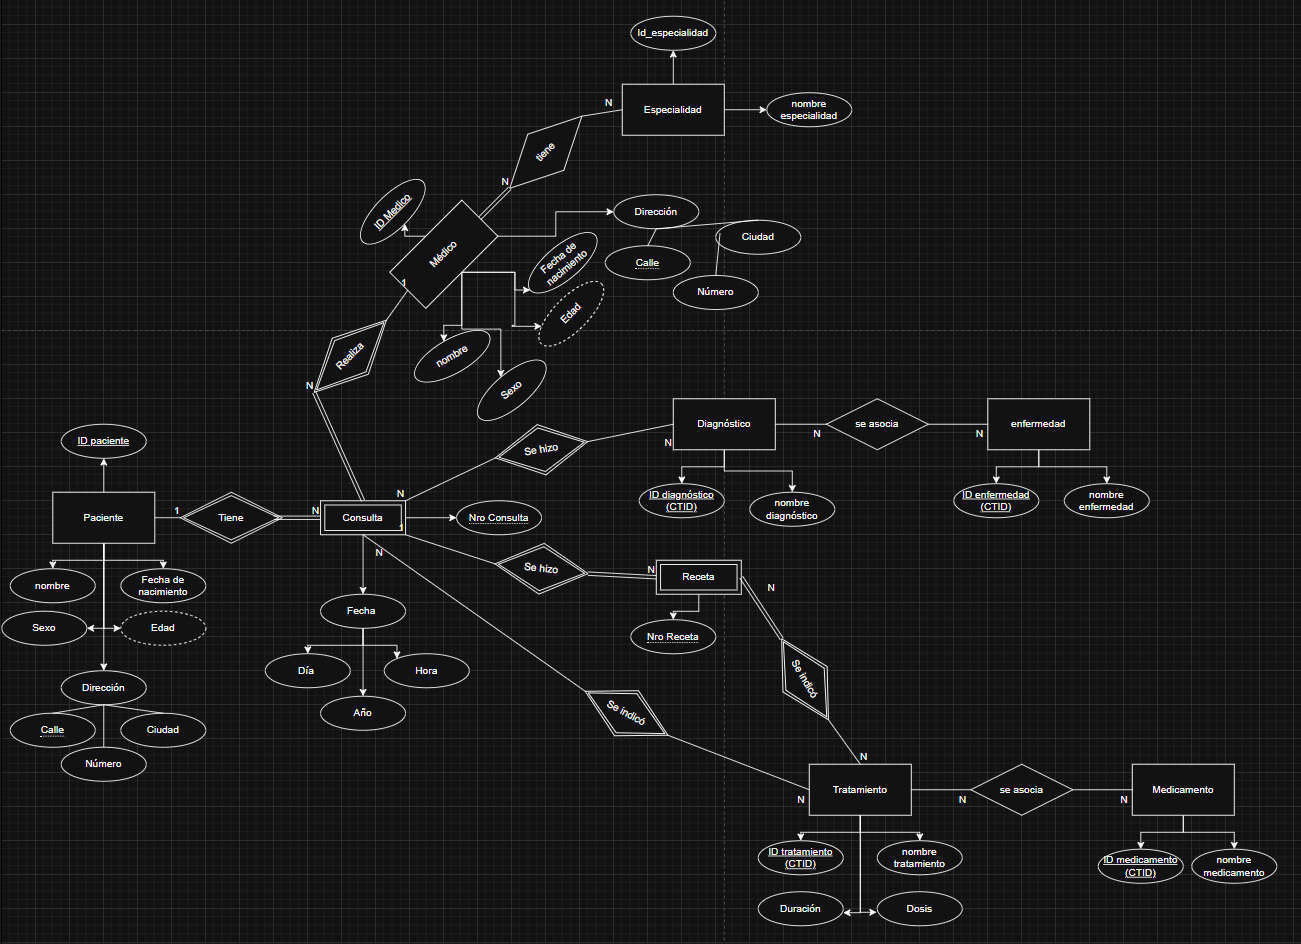 Id_especialidad
N
Especialidad
nombre
especialidad
tiene
N
ID Medico
Médico
1
Dirección
Ciudad
Calle
Número
Fecha de
nacimiento
Edad
nombre
Sexo
Realiza
N
Diagnóstico
N
se asocia
N
N
enfermedad
Se hizo
ID diagnóstico
(CTID)
nombre
diagnóstico
ID enfermedad
(CTID)
nombre
enfermedad
ID paciente
Paciente
1
Tiene
N
Consulta
1
N
Nro Consulta
N
Se hizo
N
Receta
N
Nro Receta
nombre
Fecha de
nacimiento
Sexo
Edad
Dirección
Calle
Ciudad
Número
Fecha
Día
Hora
Año
Se indicó
Se indicó
N
N
Tratamiento
N
se asocia
N
Medicamento
ID tratamiento
(CTID)
nombre
tratamiento
Duración
Dosis
ID medicamento
(CTID)
nombre
medicamento